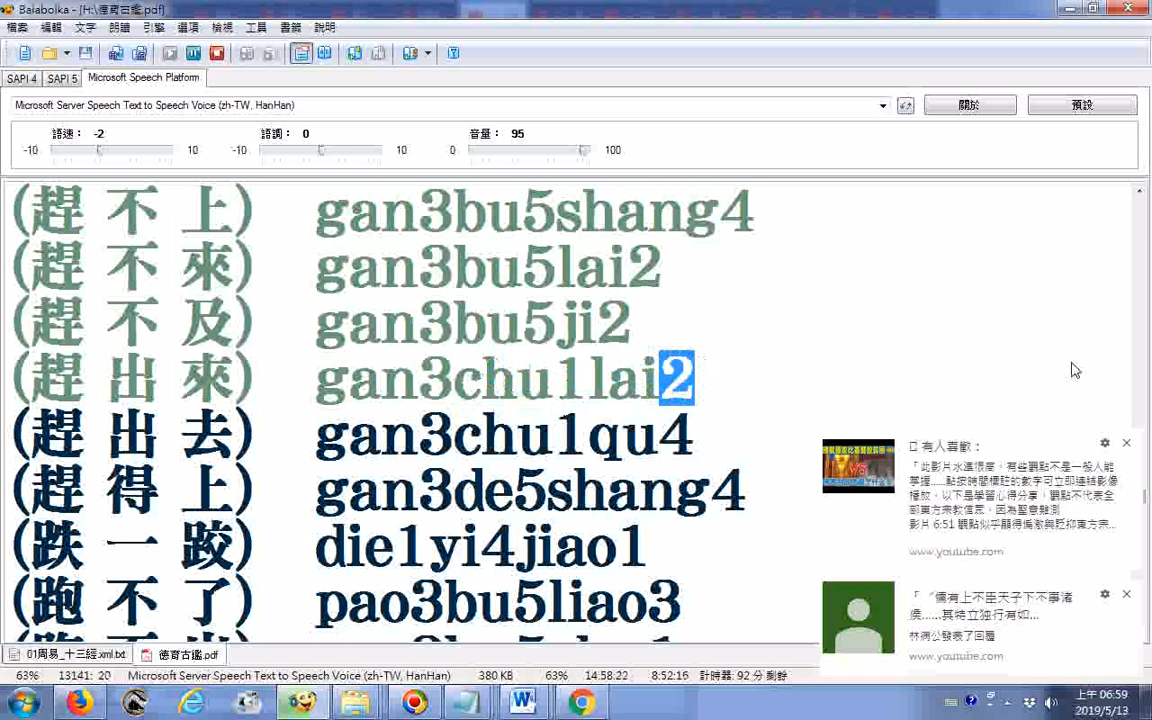 Balabolka - [H:\德育古鑑.pdf]
檔案 編輯 文字 朗讀 引擎 選項 檢視 工具 書籤 說明
SAPI 4 SAPI 5 Microsoft Speech Platform
Microsoft Server Speech Text to Speech Voice (zh-TW, HanHan) 關於 預設
語速： -2 語調： 0 音量： 95
-10 10 -10 10 0 100
(趕 不 上) gan3bu5shang4
(趕 不 來) gan3bu5lai2
(趕 不 及) gan3bu5ji2
(趕 出 來) gan3chu1lai2
(趕 出 去) gan3chu1qu4
(趕 得 上) gan3de5shang4
(跌 一 跤) die1yi4jiao1
(跑 不 了) pao3bu5liao3
有人喜歡：
「此影片水準很高，有些觀點不是一般人能
掌握.....點按時間標註的數字可立即連結影像
播放，以下是學習心得分享，觀點不代表全
部東方宗教信眾，因為聖意難測
影片 6:51 觀點似乎顯得偏激與貶抑東方宗...
www.youtube.com
「“儒有上不臣天子下不事諸
侯......其特立独行有如...
發表了回覆
www.youtube.com
01周易_十三經.xml.txt 德育古鑑.pdf
63% 13141: 20 Microsoft Server Speech Text to Speech Voice (zh-TW, HanHan) 380 KB 63% 14:58.22 8:52:16 計時器: 92 分 剩餘
上午 06:59
2019/5/13